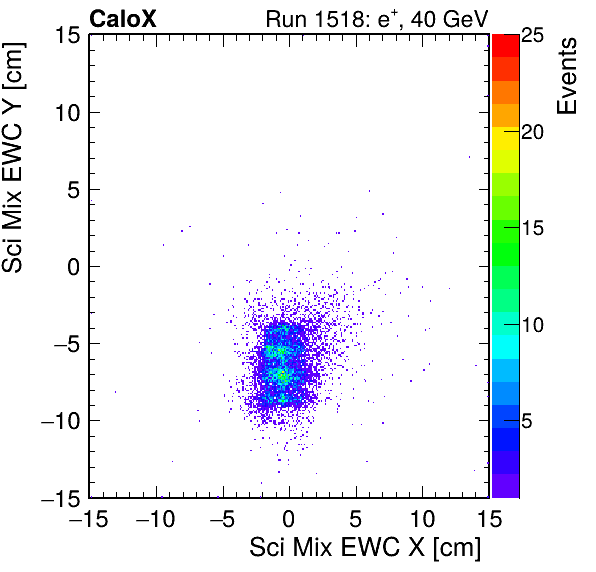 CaloX Run 1518: e⁺, 40 GeV
Sci Mix EWC Y [cm]
15
10
5
0
−5
−10
−15
−15 −10 −5 0 5 10 15
Sci Mix EWC X [cm]
25
20
15
10
5
Events